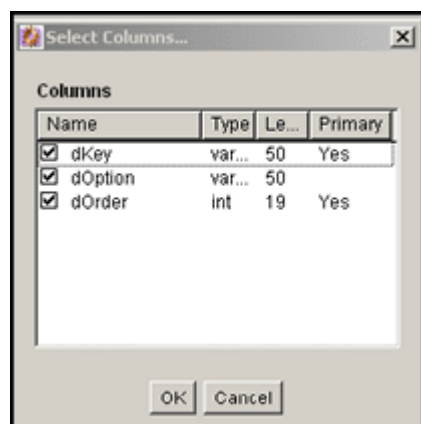 Select Columns...
Columns
Name Type Le... Primary
dKey var... 50 Yes
dOption var... 50
dOrder int 19 Yes
OK Cancel